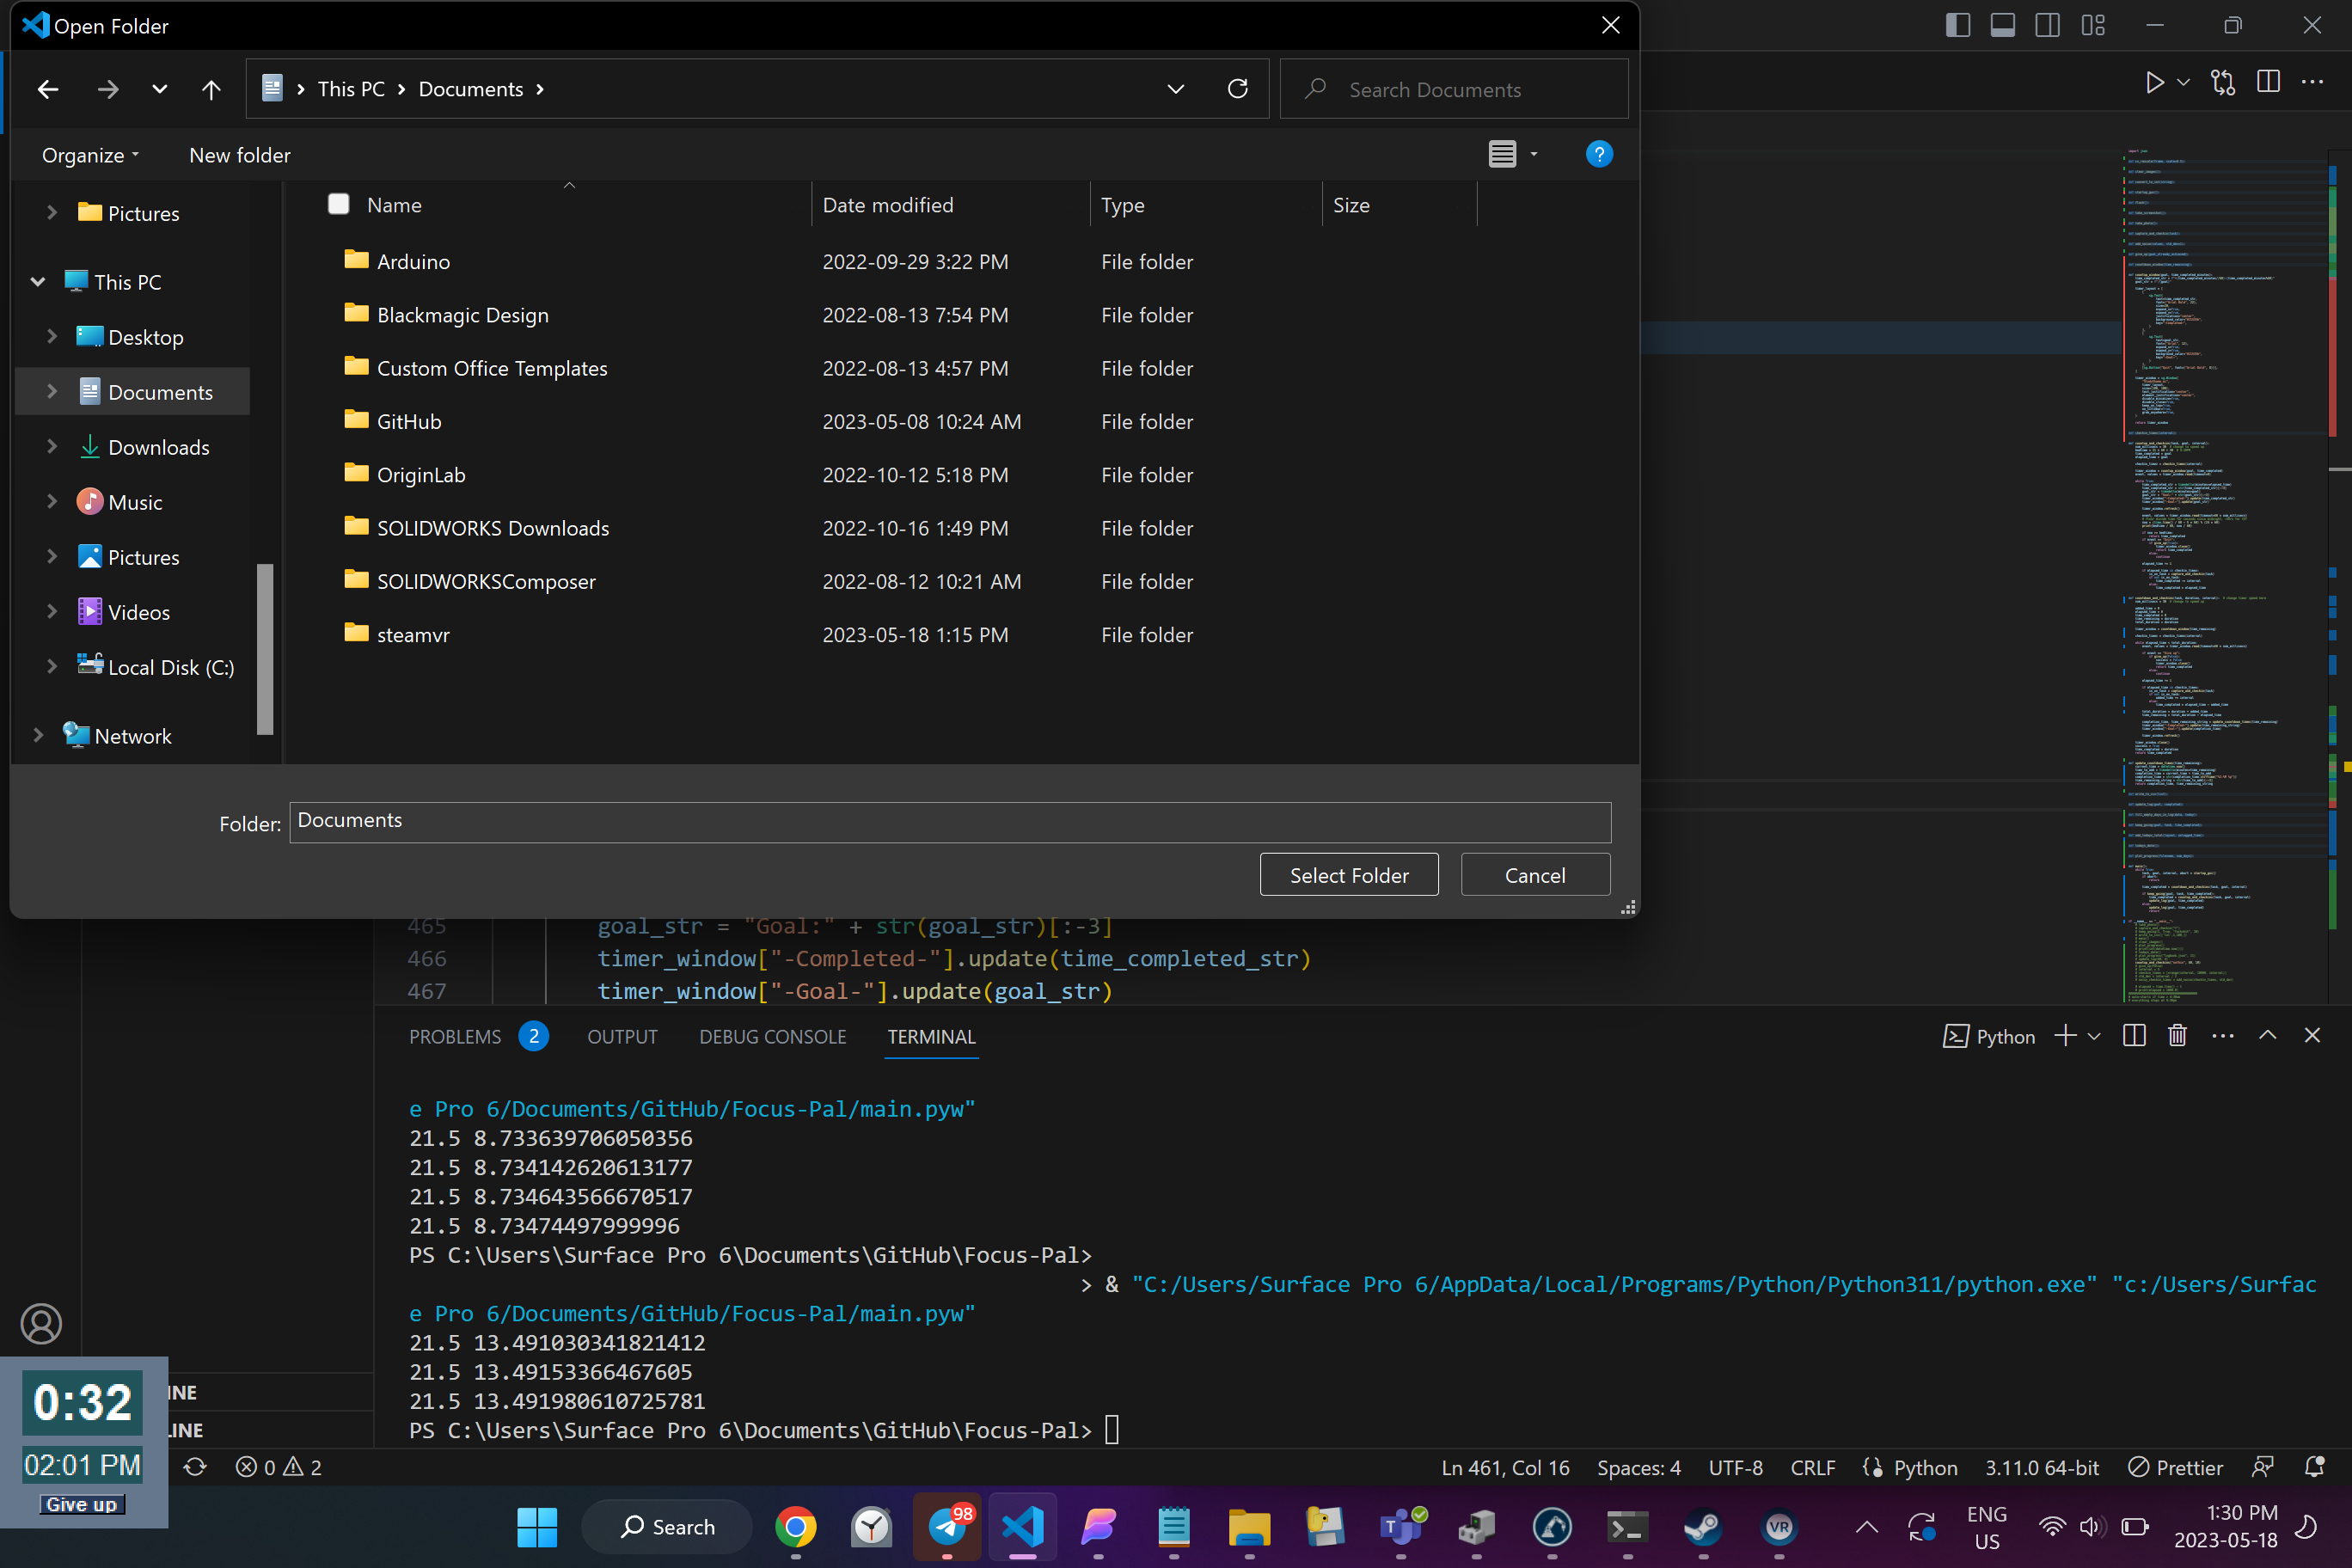 Open Folder
This PC
Documents
Search Documents
Organize
New folder
?
Name
Date modified
Type
Size
Pictures
This PC
Desktop
Documents
Downloads
Music
Pictures
Videos
Local Disk (C:)
Network
Arduino 2022-09-29 3:22 PM File folder
Blackmagic Design 2022-08-13 7:54 PM File folder
Custom Office Templates 2022-08-13 4:57 PM File folder
GitHub 2023-05-08 10:24 AM File folder
OriginLab 2022-10-12 5:18 PM File folder
SOLIDWORKS Downloads 2022-10-16 1:49 PM File folder
SOLIDWORKSComposer 2022-08-12 10:21 AM File folder
steamvr 2023-05-18 1:15 PM File folder
Folder: Documents
Select Folder
Cancel
465 goal_str = "Goal:" + str(goal_str)[:-3]
466 timer_window["-Completed-"].update(time_completed_str)
467 timer_window["-Goal-"].update(goal_str)
PROBLEMS 2 OUTPUT DEBUG CONSOLE TERMINAL
Python
e Pro 6/Documents/GitHub/Focus-Pal/main.pyw"
21.5 8.733639706050356
21.5 8.734142620613177
21.5 8.734643566670517
21.5 8.73474497999996
PS C:\Users\Surface Pro 6\Documents\GitHub\Focus-Pal>
> & "C:/Users/Surface Pro 6/AppData/Local/Programs/Python/Python311/python.exe" "c:/Users/Surfac
e Pro 6/Documents/GitHub/Focus-Pal/main.pyw"
21.5 13.491030341821412
21.5 13.49153366467605
21.5 13.491980610725781
PS C:\Users\Surface Pro 6\Documents\GitHub\Focus-Pal>
INE
LINE
0:32
02:01 PM
Give up
0 2
Ln 461, Col 16
Spaces: 4
UTF-8
CRLF
Python
3.11.0 64-bit
Prettier
Search
98
T
VR
ENG
US
1:30 PM
2023-05-18